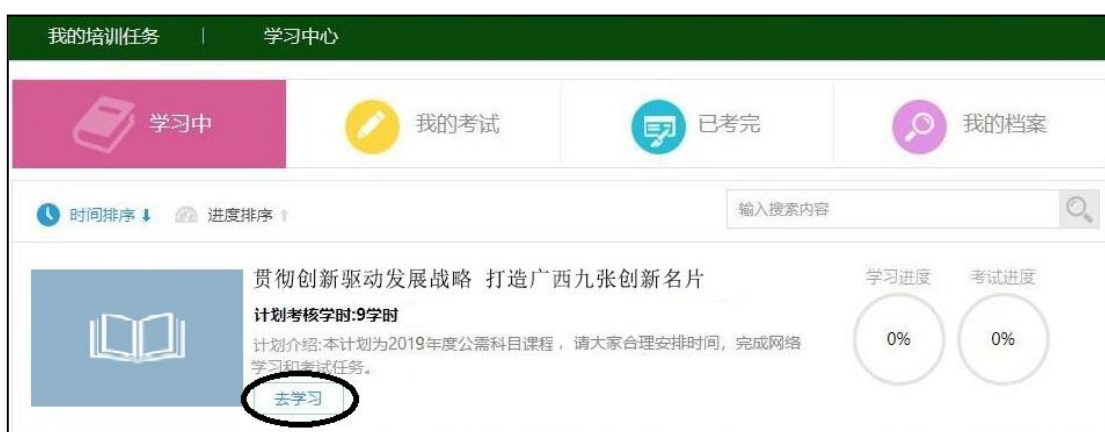 我的培训任务 | 学习中心
学习中 我的考试 已考完 我的档案
时间排序↓ 进度排序↑ 输入搜索内容
贯彻创新驱动发展战略 打造广西九张创新名片
学习进度 考试进度
计划考核学时:9学时
计划介绍:本计划为2019年度公需科目课程，请大家合理安排时间，完成网络
学习和考试任务。
0% 0%
去学习